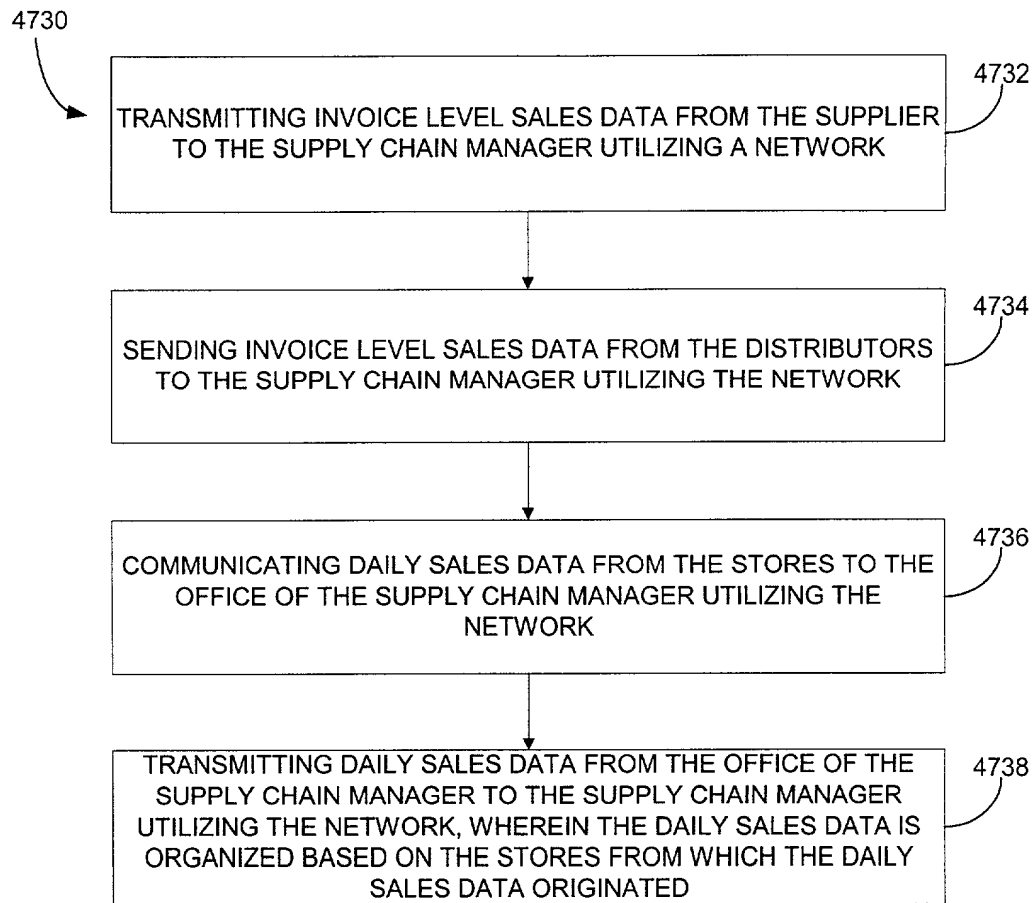 4730
4732
TRANSMITTING INVOICE LEVEL SALES DATA FROM THE SUPPLIER
TO THE SUPPLY CHAIN MANAGER UTILIZING A NETWORK
4734
SENDING INVOICE LEVEL SALES DATA FROM THE DISTRIBUTORS
TO THE SUPPLY CHAIN MANAGER UTILIZING THE NETWORK
4736
COMMUNICATING DAILY SALES DATA FROM THE STORES TO THE
OFFICE OF THE SUPPLY CHAIN MANAGER UTILIZING THE
NETWORK
4738
TRANSMITTING DAILY SALES DATA FROM THE OFFICE OF THE
SUPPLY CHAIN MANAGER TO THE SUPPLY CHAIN MANAGER
UTILIZING THE NETWORK, WHEREIN THE DAILY SALES DATA IS
ORGANIZED BASED ON THE STORES FROM WHICH THE DAILY
SALES DATA ORIGINATED